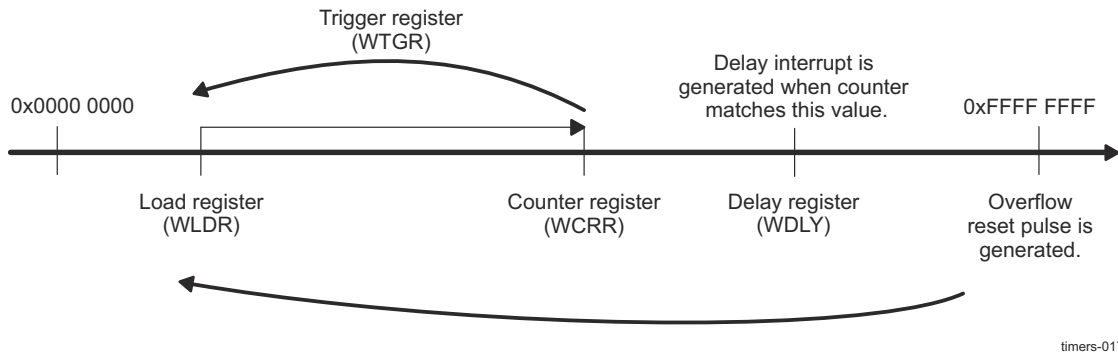 Trigger register
(WTGR)
Delay interrupt is
generated when counter
matches this value.
0x0000 0000
0xFFFF FFFF
Load register
(WLDR)
Counter register
(WCRR)
Delay register
(WDLY)
Overflow
reset pulse is
generated.
timers-01